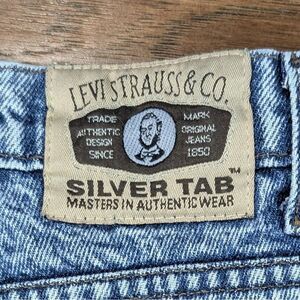 LEVI STRAUSS & CO.
TRADE MARK
AUTHENTIC ORIGINAL
DESIGN JEANS
SINCE 1850
SILVER TAB™
MASTERS IN AUTHENTIC WEAR